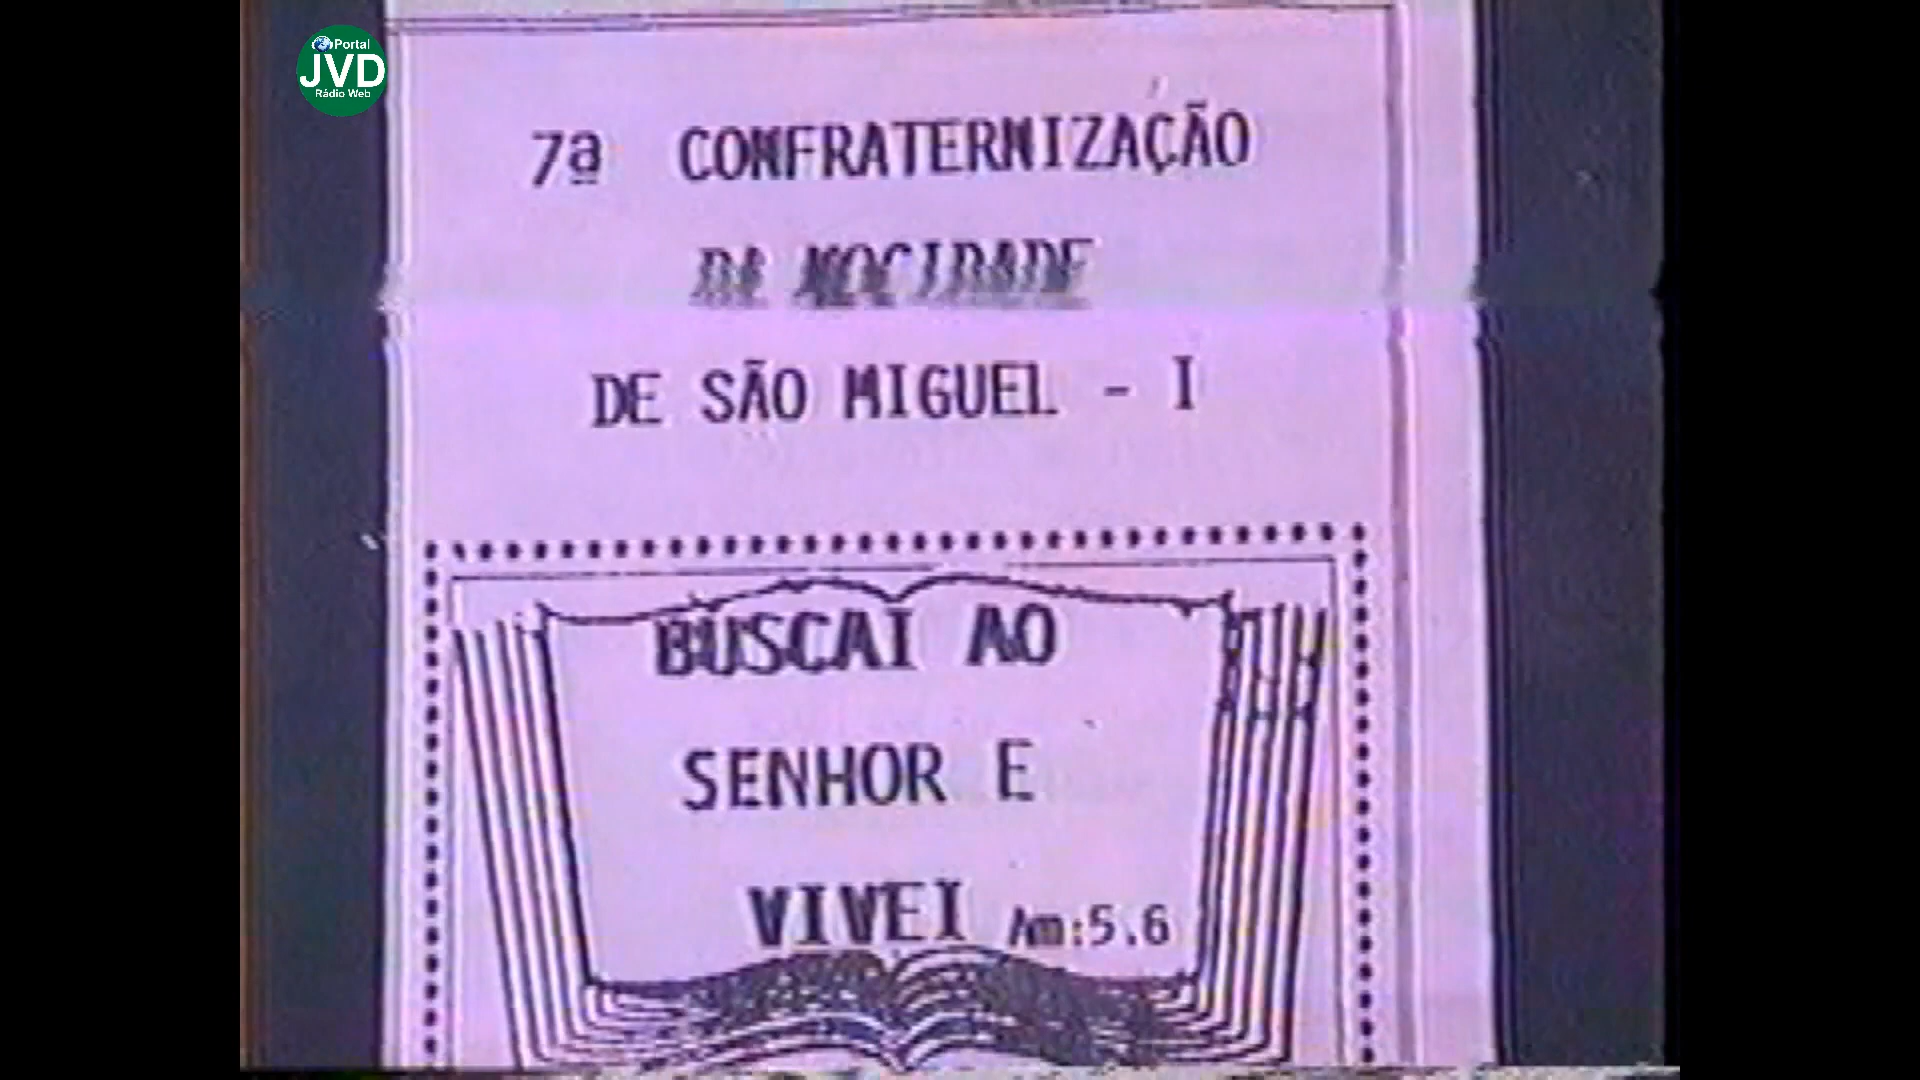 Portal
JVD
Rádio Web
7ª CONFRATERNIZAÇÃO
DA MOCIDADE
DE SÃO MIGUEL - I
BUSCAI AO
SENHOR E
VIVEI Am:5.6